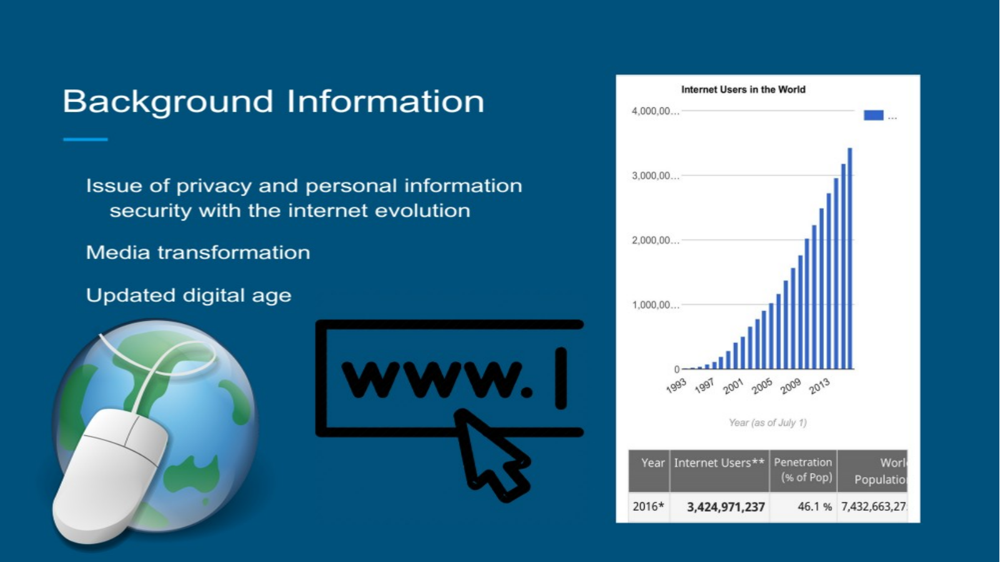 Background Information
Issue of privacy and personal information
security with the internet evolution
Media transformation
Updated digital age
www.
Internet Users in the World
4,000,00...
...
3,000,00...
2,000,00...
1,000,00...
0
1993 1997 2001 2005 2009 2013
Year (as of July 1)
Year Internet Users** Penetration (% of Pop) Worl Populatio
2016* 3,424,971,237 46.1 % 7,432,663,27